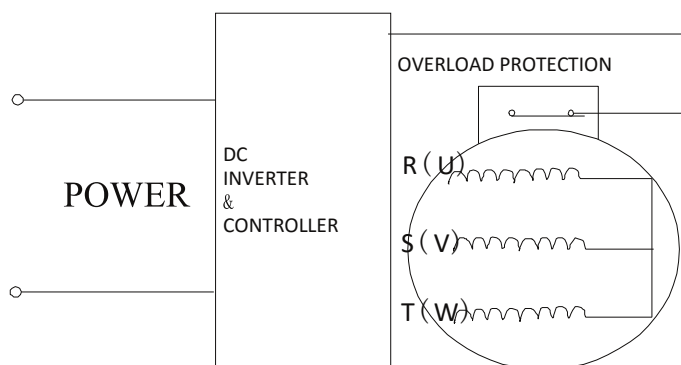 OVERLOAD PROTECTION
POWER
DC
INVERTER
&
CONTROLLER
R（U）
S（V）
T（W）